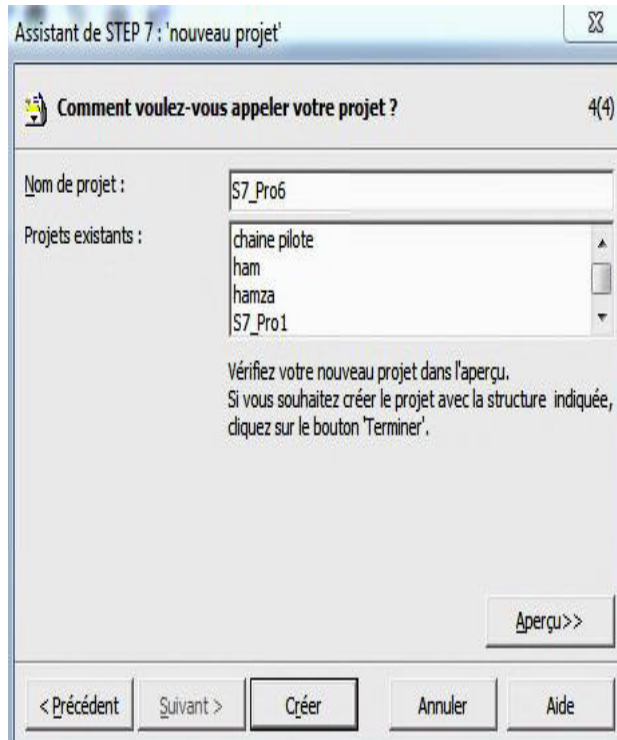 Assistant de STEP 7 : 'nouveau projet'
Comment voulez-vous appeler votre projet ? 4(4)
Nom de projet : S7_Pro6
Projets existants : chaine pilote
ham
hamza
S7_Pro1
Vérifiez votre nouveau projet dans l'aperçu.
Si vous souhaitez créer le projet avec la structure indiquée,
cliquez sur le bouton 'Terminer'.
Aperçu>>
< Précédent Suivant > Créer Annuler Aide